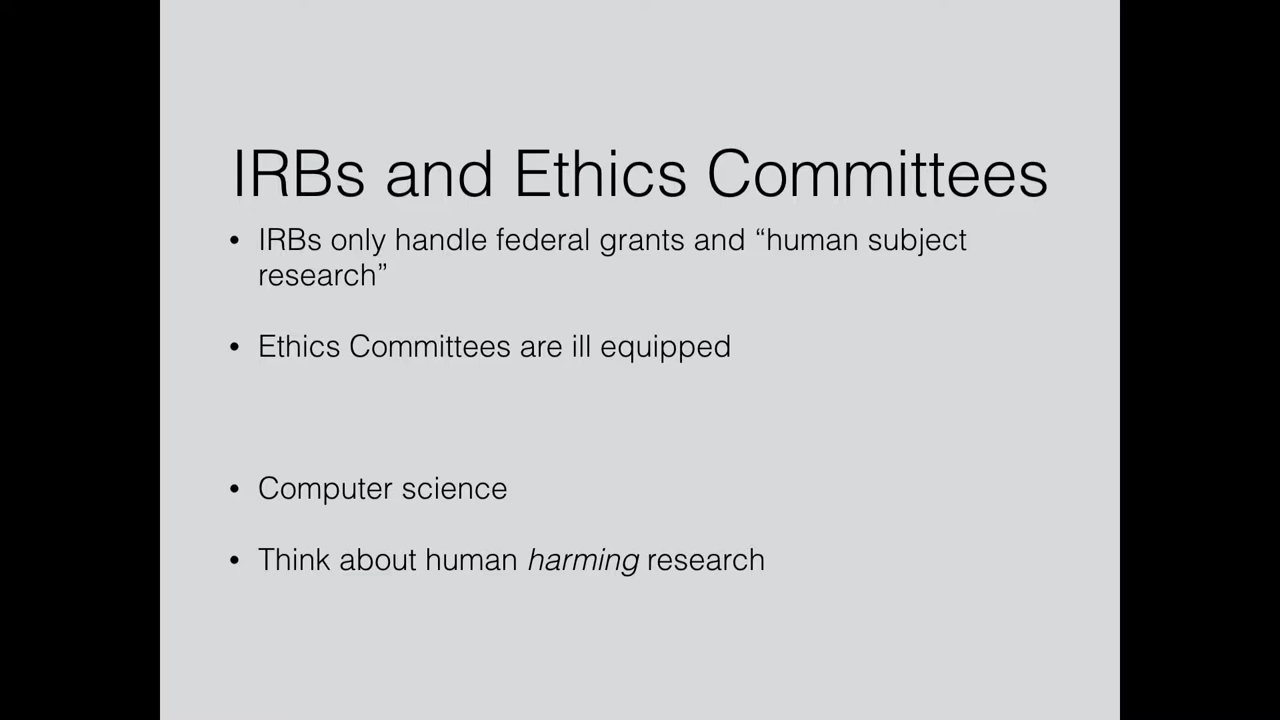 IRBs and Ethics Committees
• IRBs only handle federal grants and “human subject
research”
• Ethics Committees are ill equipped
• Computer science
• Think about human harming research